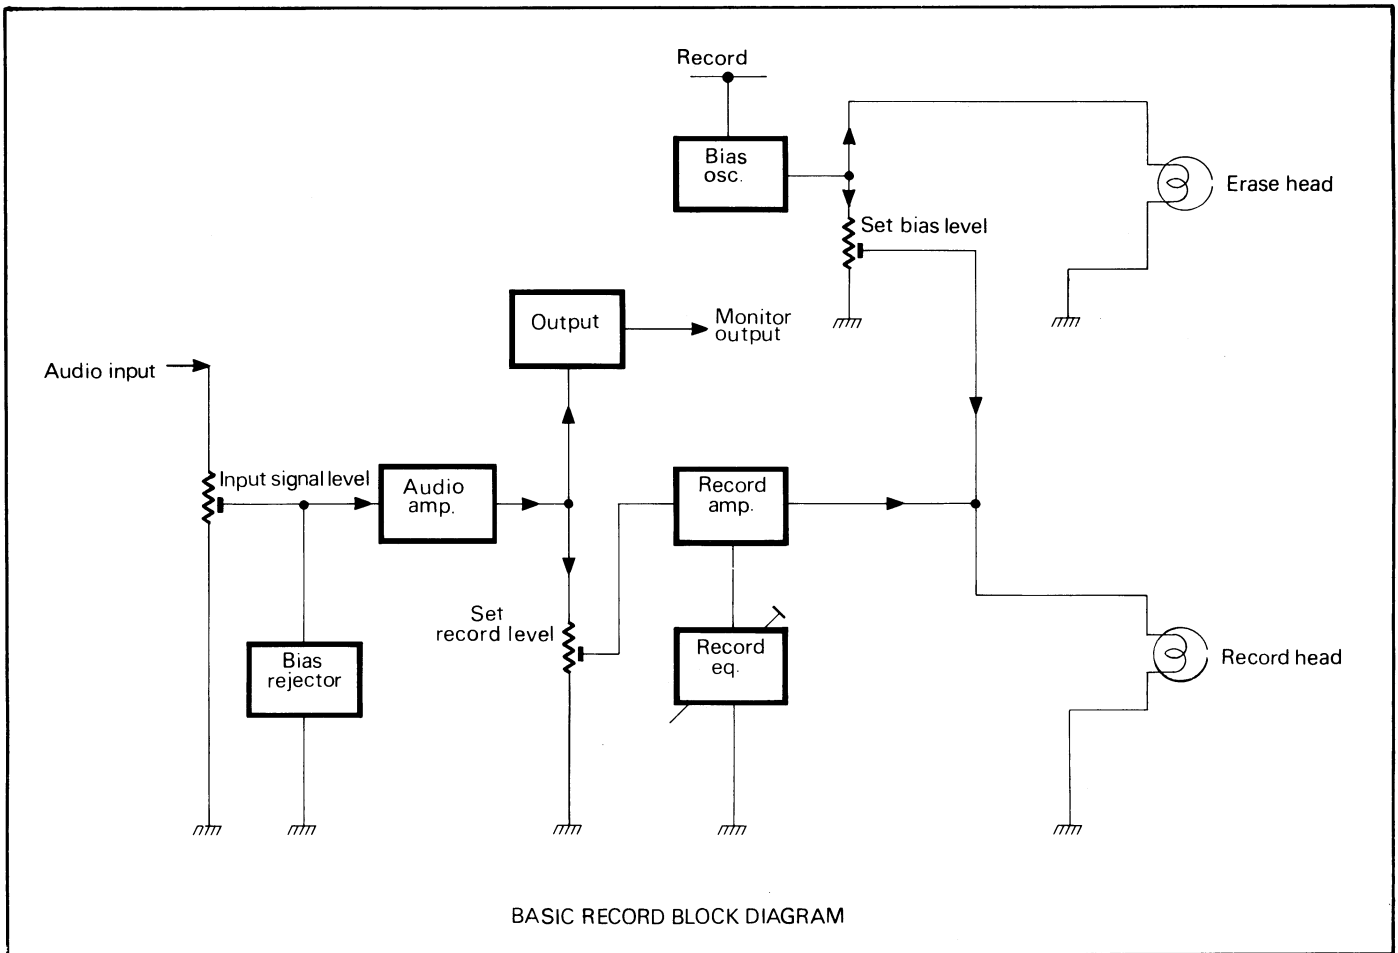 Record
Bias
osc.
Erase head
Set bias level
Output
Monitor
output
Audio input
Input signal level
Audio
amp.
Record
amp.
Set
record level
Bias
rejector
Record
eq.
Record head
BASIC RECORD BLOCK DIAGRAM